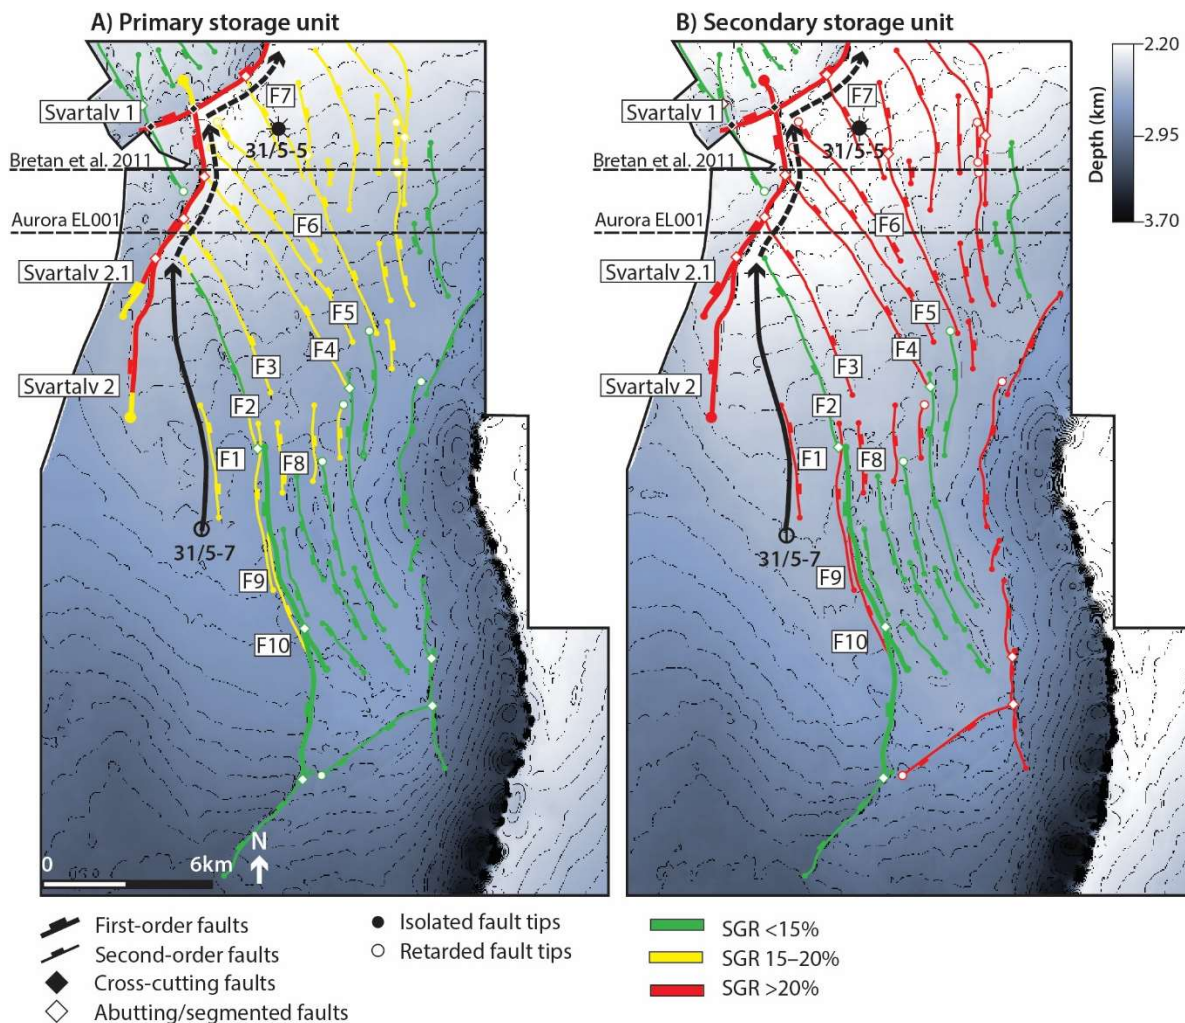 A) Primary storage unit
Svartalv 1
F7
31/5-5
Bretan et al. 2011
Aurora EL001
F6
Svartalv 2.1
F5
F4
F3
Svartalv 2
F2
F1
F8
31/5-7
F9
F10
N
0
6km
B) Secondary storage unit
Svartalv 1
F7
31/5-5
Bretan et al. 2011
Aurora EL001
F6
Svartalv 2.1
F5
F4
F3
Svartalv 2
F2
F1
F8
31/5-7
F9
F10
2.20
2.95
3.70
Depth (km)
First-order faults
Second-order faults
Cross-cutting faults
Abutting/segmented faults
Isolated fault tips
Retarded fault tips
SGR <15%
SGR 15–20%
SGR >20%